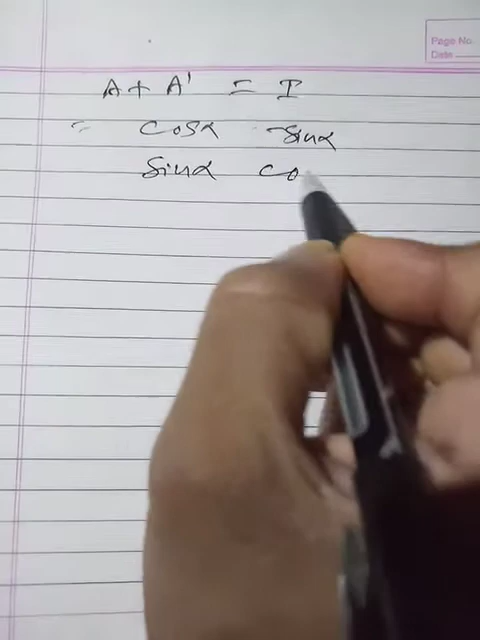 Page No.
Date
A + A' = I
= cosα -sinα
sinα co